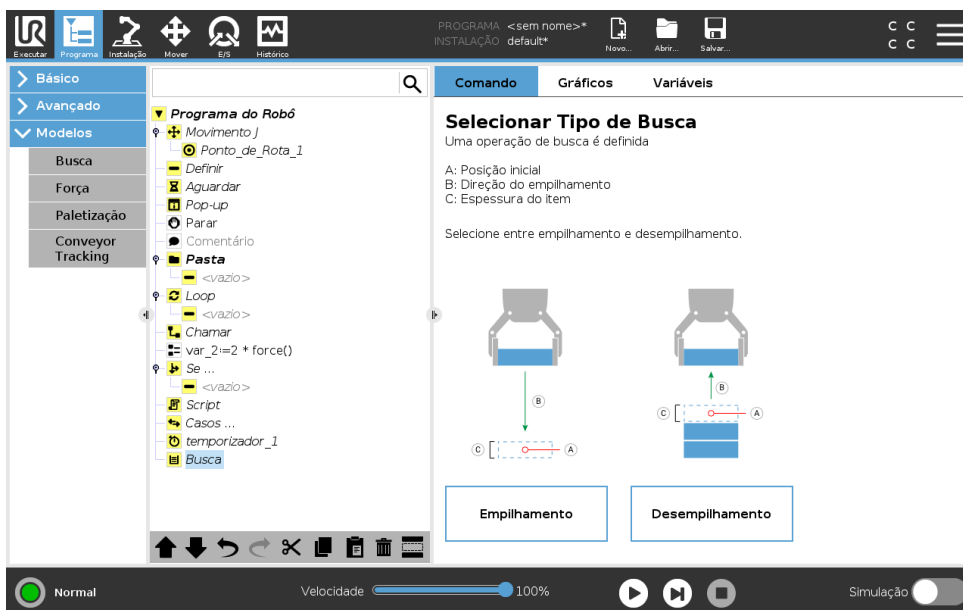 PROGRAMA <sem nome>*
INSTALAÇÃO default*
Executar Programa Instalação Mover E/S Histórico Novo... Abrir... Salvar...
C C
C C
Básico
Avançado
Modelos
Busca
Força
Paletização
Conveyor
Tracking
Programa do Robô
Movimento J
Ponto_de_Rota_1
Definir
Aguardar
Pop-up
Parar
Comentário
Pasta
<vazio>
Loop
<vazio>
Chamar
var_2:=2 * force()
Se ...
<vazio>
Script
Casos ...
temporizador_1
Busca
Comando Gráficos Variáveis
Selecionar Tipo de Busca
Uma operação de busca é definida
A: Posição inicial
B: Direção do empilhamento
C: Espessura do item
Selecione entre empilhamento e desempilhamento.
B
C A
B
C A
Empilhamento Desempilhamento
Normal Velocidade 100% Simulação